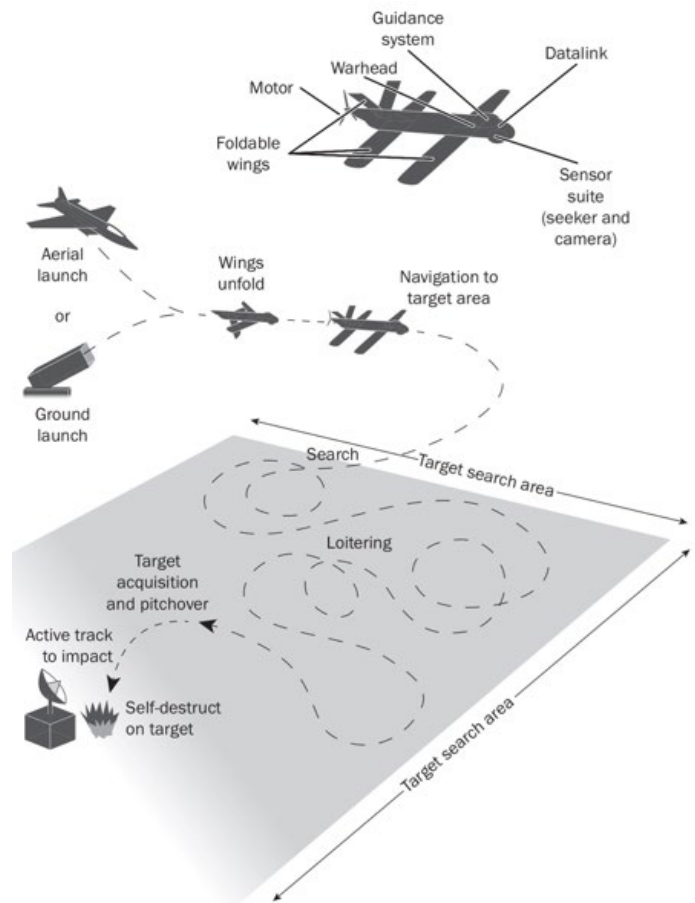 Guidance
system
Warhead
Datalink
Motor
Foldable
wings
Sensor
suite
(seeker and
camera)
Aerial
launch
or
Ground
launch
Wings
unfold
Navigation to
target area
Search
Target search area
Loitering
Target
acquisition
and pitchover
Active track
to impact
Self-destruct
on target
Target search area